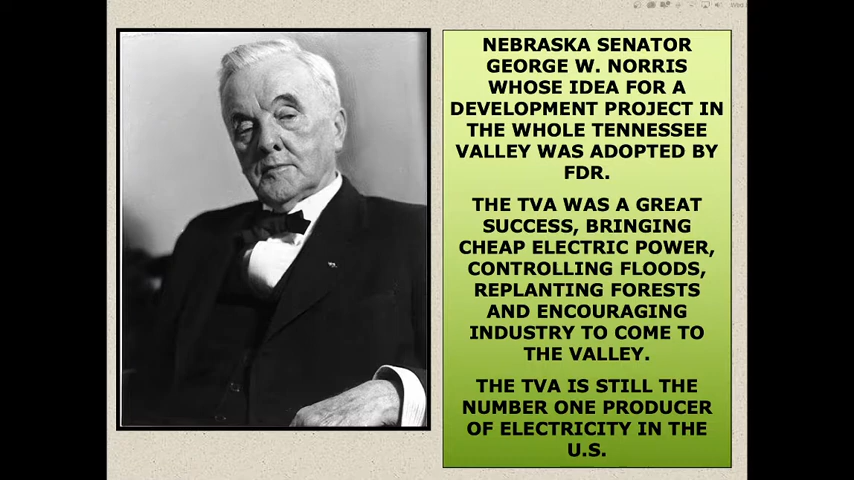 NEBRASKA SENATOR
GEORGE W. NORRIS
WHOSE IDEA FOR A
DEVELOPMENT PROJECT IN
THE WHOLE TENNESSEE
VALLEY WAS ADOPTED BY
FDR.
THE TVA WAS A GREAT
SUCCESS, BRINGING
CHEAP ELECTRIC POWER,
CONTROLLING FLOODS,
REPLANTING FORESTS
AND ENCOURAGING
INDUSTRY TO COME TO
THE VALLEY.
THE TVA IS STILL THE
NUMBER ONE PRODUCER
OF ELECTRICITY IN THE
U.S.